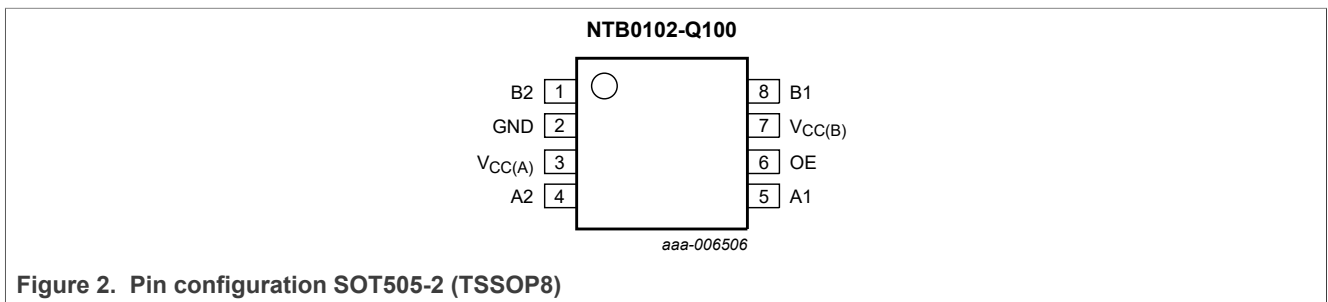 NTB0102-Q100
B2 1 8 B1
GND 2 7 VCC(B)
VCC(A) 3 6 OE
A2 4 5 A1
aaa-006506
Figure 2. Pin configuration SOT505-2 (TSSOP8)